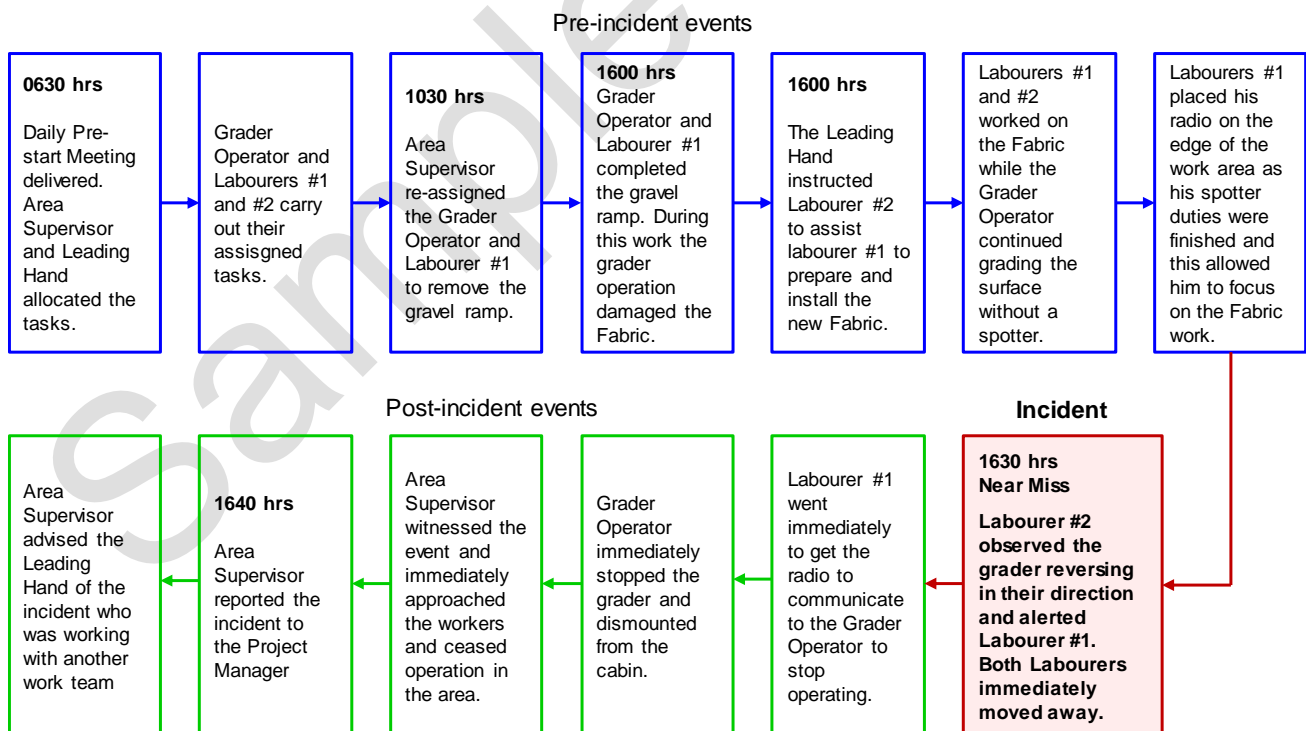 Pre-incident events
0630 hrs
Daily Pre-
start Meeting
delivered.
Area
Supervisor
and Leading
Hand
allocated the
tasks.
Grader
Operator and
Labourers #1
and #2 carry
out their
assisgned
tasks.
1030 hrs
Area
Supervisor
re-assigned
the Grader
Operator and
Labourer #1
to remove the
gravel ramp.
1600 hrs
Grader
Operator and
Labourer #1
completed
the gravel
ramp. During
this work the
grader
operation
damaged the
Fabric.
1600 hrs
The Leading
Hand
instructed
Labourer #2
to assist
labourer #1 to
prepare and
install the
new Fabric.
Labourers #1
and #2
worked on
the Fabric
while the
Grader
Operator
continued
grading the
surface
without a
spotter.
Labourers #1
placed his
radio on the
edge of the
work area as
his spotter
duties were
finished and
this allowed
him to focus
on the Fabric
work.
Post-incident events
Incident
Area
Supervisor
advised the
Leading
Hand of the
incident who
was working
with another
work team
1640 hrs
Area
Supervisor
reported the
incident to
the Project
Manager
Area
Supervisor
witnessed the
event and
immediately
approached
the workers
and ceased
operation in
the area.
Grader
Operator
immediately
stopped the
grader and
dismounted
from the
cabin.
Labourer #1
went
immediately
to get the
radio to
communicate
to the Grader
Operator to
stop
operating.
1630 hrs
Near Miss
Labourer #2
observed the
grader reversing
in their direction
and alerted
Labourer #1.
Both Labourers
immediately
moved away.
Sample